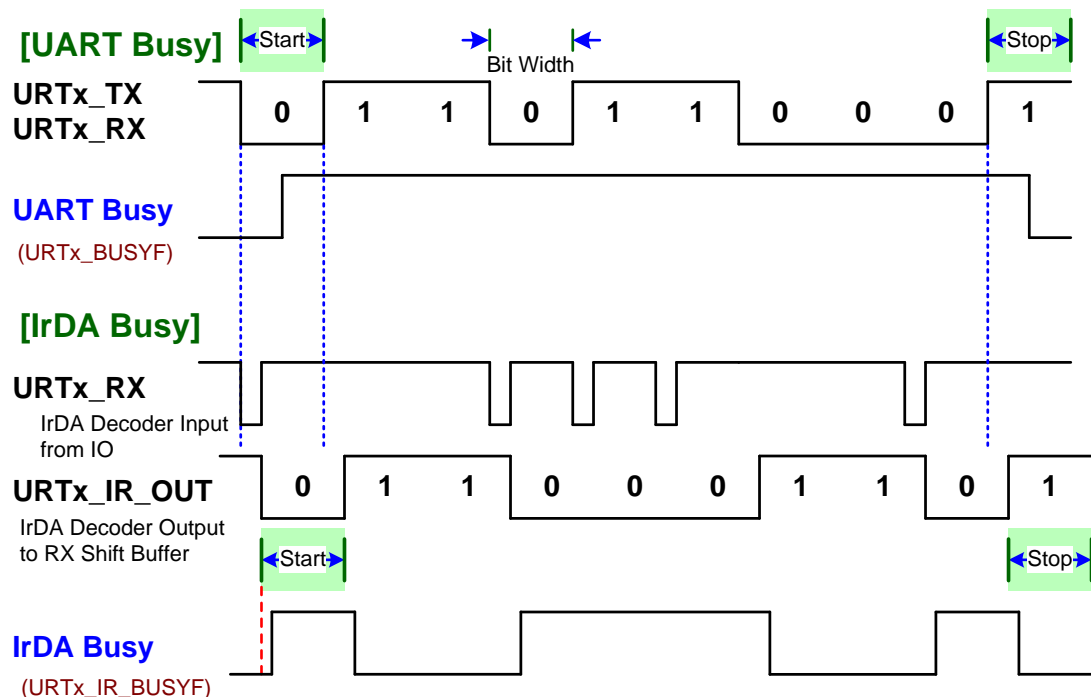 [UART Busy]
Start
Bit Width
Stop
URTx_TX
URTx_RX
0 1 1 0 1 1 0 0 0 1
UART Busy
(URTx_BUSYF)
[IrDA Busy]
URTx_RX
IrDA Decoder Input
from IO
URTx_IR_OUT
0 1 1 0 0 0 1 1 0 1
IrDA Decoder Output
to RX Shift Buffer
Start
Stop
IrDA Busy
(URTx_IR_BUSYF)